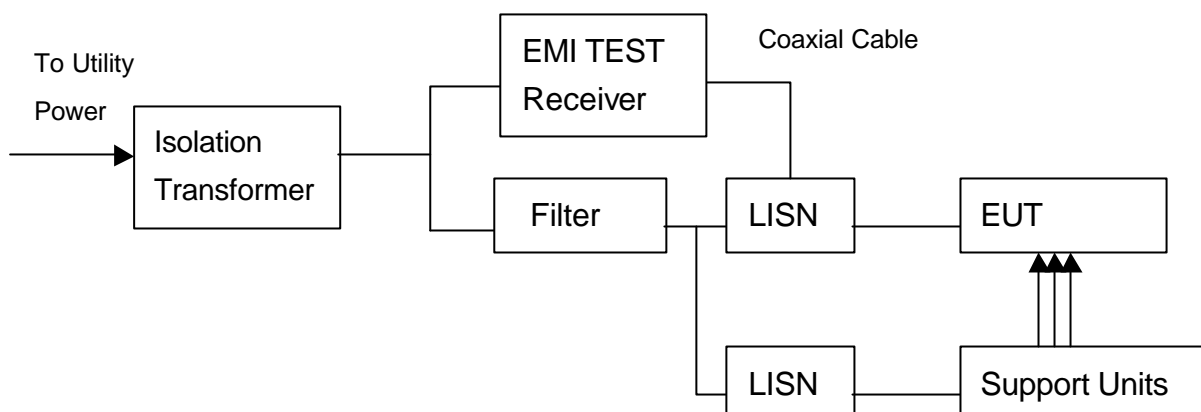 To Utility
Power
Isolation
Transformer
EMI TEST
Receiver
Coaxial Cable
Filter
LISN
EUT
LISN
Support Units